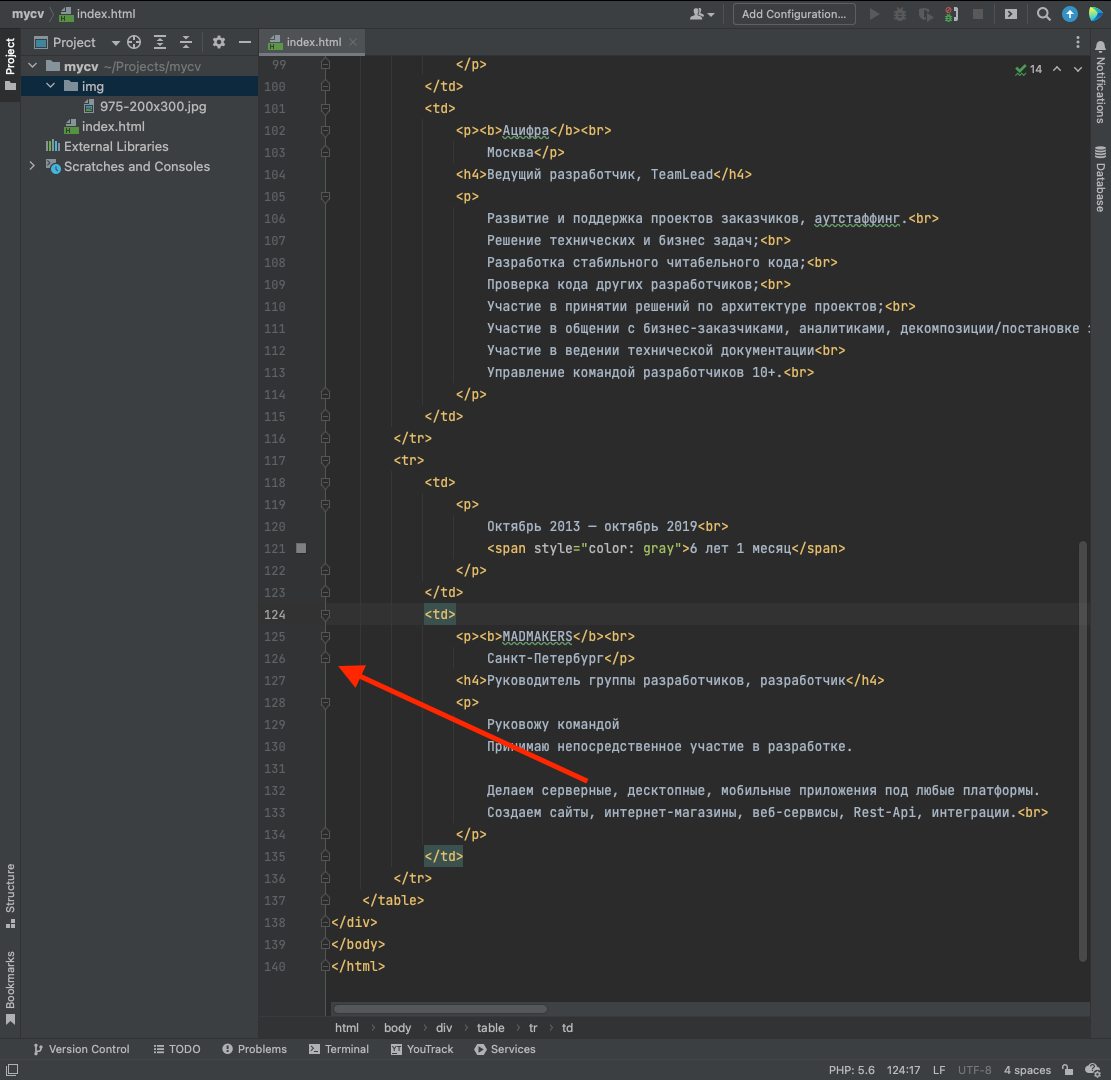 mycv index.html
Add Configuration...
Project
index.html
mycv ~/Projects/mycv
img
975-200x300.jpg
index.html
External Libraries
Scratches and Consoles
Project
Structure
Bookmarks
14
99 </p>
100 </td>
101 <td>
102 <p><b>Ацифра</b><br>
103 Москва</p>
104 <h4>Ведущий разработчик, TeamLead</h4>
105 <p>
106 Развитие и поддержка проектов заказчиков, аутстаффинг.<br>
107 Решение технических и бизнес задач;<br>
108 Разработка стабильного читабельного кода;<br>
109 Проверка кода других разработчиков;<br>
110 Участие в принятии решений по архитектуре проектов;<br>
111 Участие в общении с бизнес-заказчиками, аналитиками, декомпозиции/постановке
112 Участие в ведении технической документации<br>
113 Управление командой разработчиков 10+.<br>
114 </p>
115 </td>
116 </tr>
117 <tr>
118 <td>
119 <p>
120 Октябрь 2013 — октябрь 2019<br>
121 <span style="color: gray">6 лет 1 месяц</span>
122 </p>
123 </td>
124 <td>
125 <p><b>MADMAKERS</b><br>
126 Санкт-Петербург</p>
127 <h4>Руководитель группы разработчиков, разработчик</h4>
128 <p>
129 Руковожу командой
130 Принимаю непосредственное участие в разработке.
131
132 Делаем серверные, десктопные, мобильные приложения под любые платформы.
133 Создаем сайты, интернет-магазины, веб-сервисы, Rest-Api, интеграции.<br>
134 </p>
135 </td>
136 </tr>
137 </table>
138 </div>
139 </body>
140 </html>
Notifications
Database
html body div table tr td
Version Control TODO Problems Terminal YouTrack Services
PHP: 5.6 124:17 LF UTF-8 4 spaces